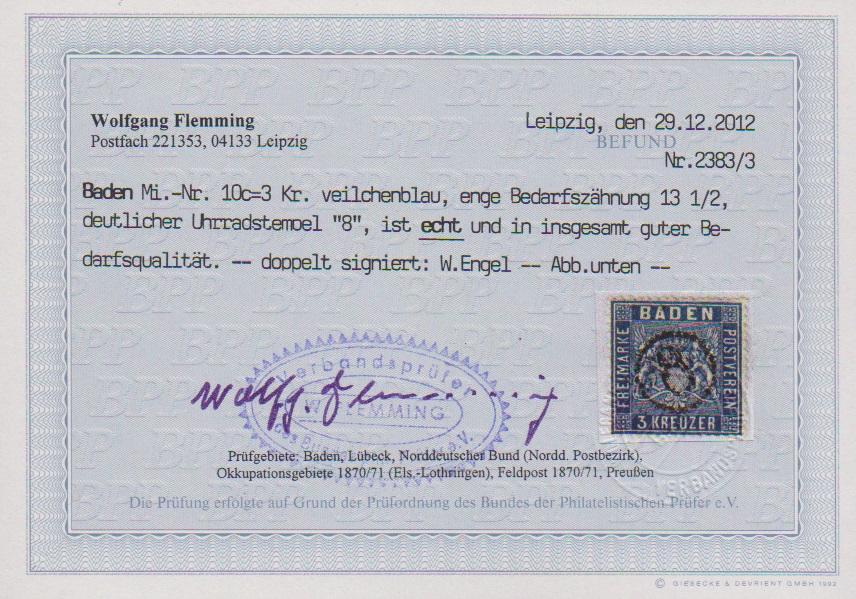 Wolfgang Flemming
Postfach 221353, 04133 Leipzig
Leipzig, den 29.12.2012
BEFUND
Nr.2383/3
Baden Mi.-Nr. 10c=3 Kr. veilchenblau, enge Bedarfszähnung 13 1/2,
deutlicher Uhrradstempel "8", ist echt und in insgesamt guter Be-
darfsqualität. -- doppelt signiert: W.Engel -- Abb.unten --
BADEN
FREIMARKE
POSTVEREIN
3 KREUZER
Verbandsprüfer
W. FLEMMING
des e.V.
VERBANDS
Prüfgebiete: Baden, Lübeck, Norddeutscher Bund (Nordd. Postbezirk),
Okkupationsgebiete 1870/71 (Els.-Lothringen), Feldpost 1870/71, Preußen
Die Prüfung erfolgte auf Grund der Prüfordnung des Bundes der Philatelistischen Prüfer e.V.
© GIESECKE & DEVRIENT GMBH 1992